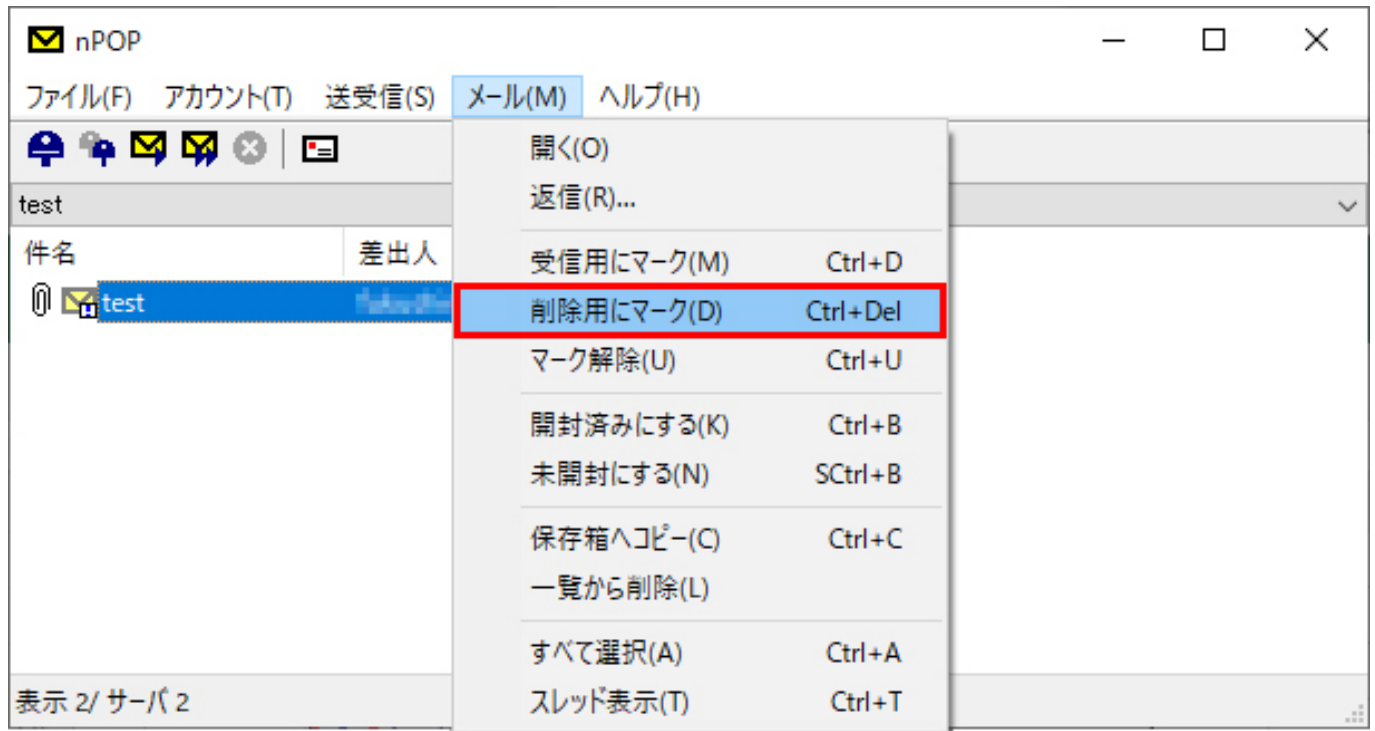 nPOP
ファイル(F) アカウント(T) 送受信(S) メール(M) ヘルプ(H)
test
件名 差出人
test
開く(O)
返信(R)...
受信用にマーク(M) Ctrl+D
削除用にマーク(D) Ctrl+Del
マーク解除(U) Ctrl+U
開封済みにする(K) Ctrl+B
未開封にする(N) SCtrl+B
保存箱へコピー(C) Ctrl+C
一覧から削除(L)
すべて選択(A) Ctrl+A
スレッド表示(T) Ctrl+T
表示 2/ サーバ 2